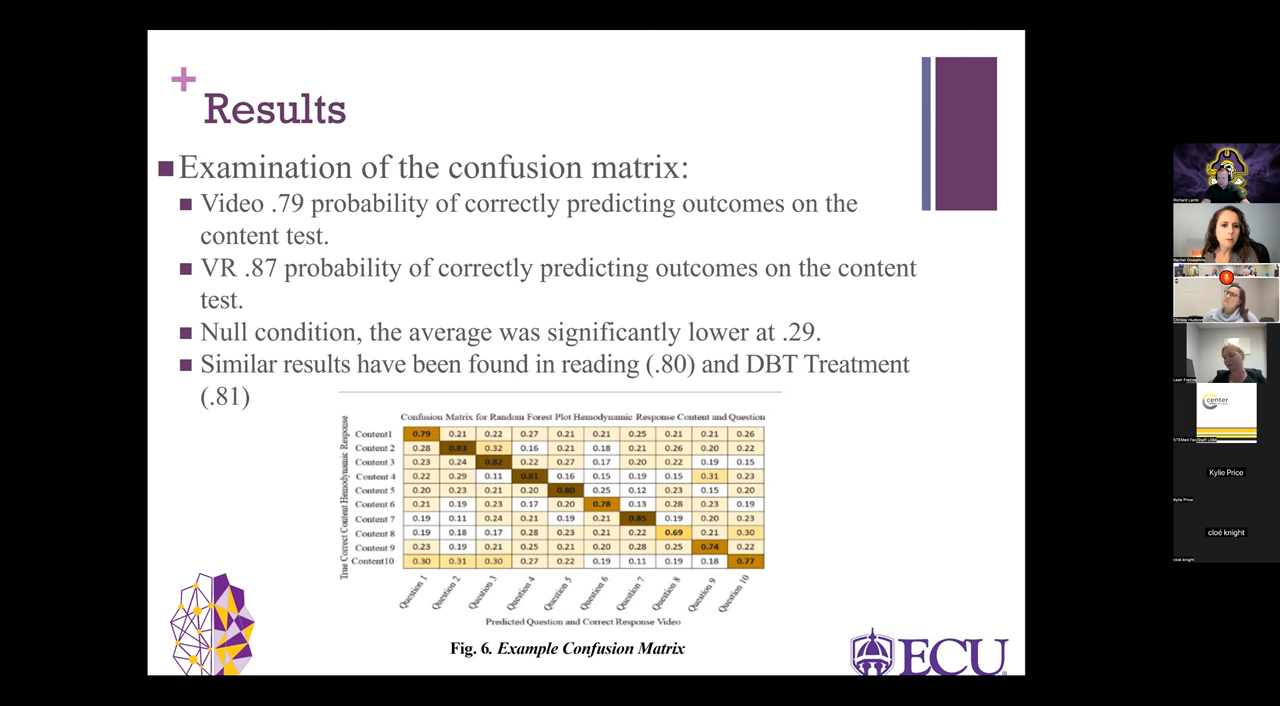 +
Results
Examination of the confusion matrix:
Video .79 probability of correctly predicting outcomes on the
content test.
VR .87 probability of correctly predicting outcomes on the content
test.
Null condition, the average was significantly lower at .29.
Similar results have been found in reading (.80) and DBT Treatment
(.81)
Confusion Matrix for Random Forest Plot Hemodynamic Response Content and Question
True Correct Content Hemodynamic Response
Content1 0.79 0.21 0.22 0.27 0.21 0.21 0.25 0.21 0.21 0.26
Content 2 0.28 0.83 0.32 0.16 0.21 0.18 0.21 0.26 0.20 0.22
Content 3 0.23 0.24 0.82 0.22 0.27 0.17 0.20 0.22 0.19 0.15
Content 4 0.22 0.29 0.11 0.81 0.16 0.15 0.19 0.15 0.31 0.23
Content 5 0.20 0.23 0.21 0.20 0.80 0.25 0.12 0.23 0.15 0.20
Content 6 0.21 0.19 0.23 0.17 0.20 0.78 0.13 0.28 0.23 0.19
Content 7 0.19 0.11 0.24 0.21 0.19 0.21 0.85 0.19 0.20 0.23
Content 8 0.19 0.18 0.17 0.28 0.23 0.21 0.22 0.69 0.21 0.30
Content 9 0.23 0.19 0.21 0.25 0.21 0.20 0.28 0.25 0.74 0.22
Content10 0.30 0.31 0.30 0.27 0.22 0.19 0.11 0.19 0.18 0.77
Question 1 Question 2 Question 3 Question 4 Question 5 Question 6 Question 7 Question 8 Question 9 Question 10
Predicted Question and Correct Response Video
Fig. 6. Example Confusion Matrix
ECU
Richard Lamb
Chrissy Hudson
center
Kylie Price
Kylie Price
cloé knight
cloé knight